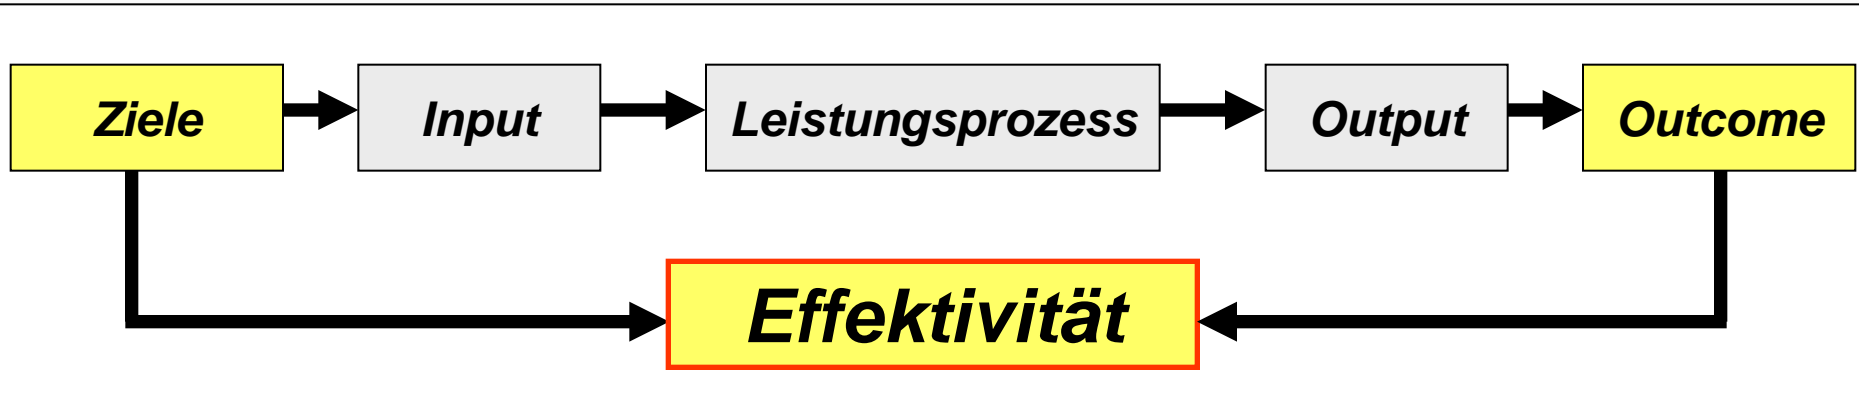 Ziele
Input
Leistungsprozess
Output
Outcome
Effektivität